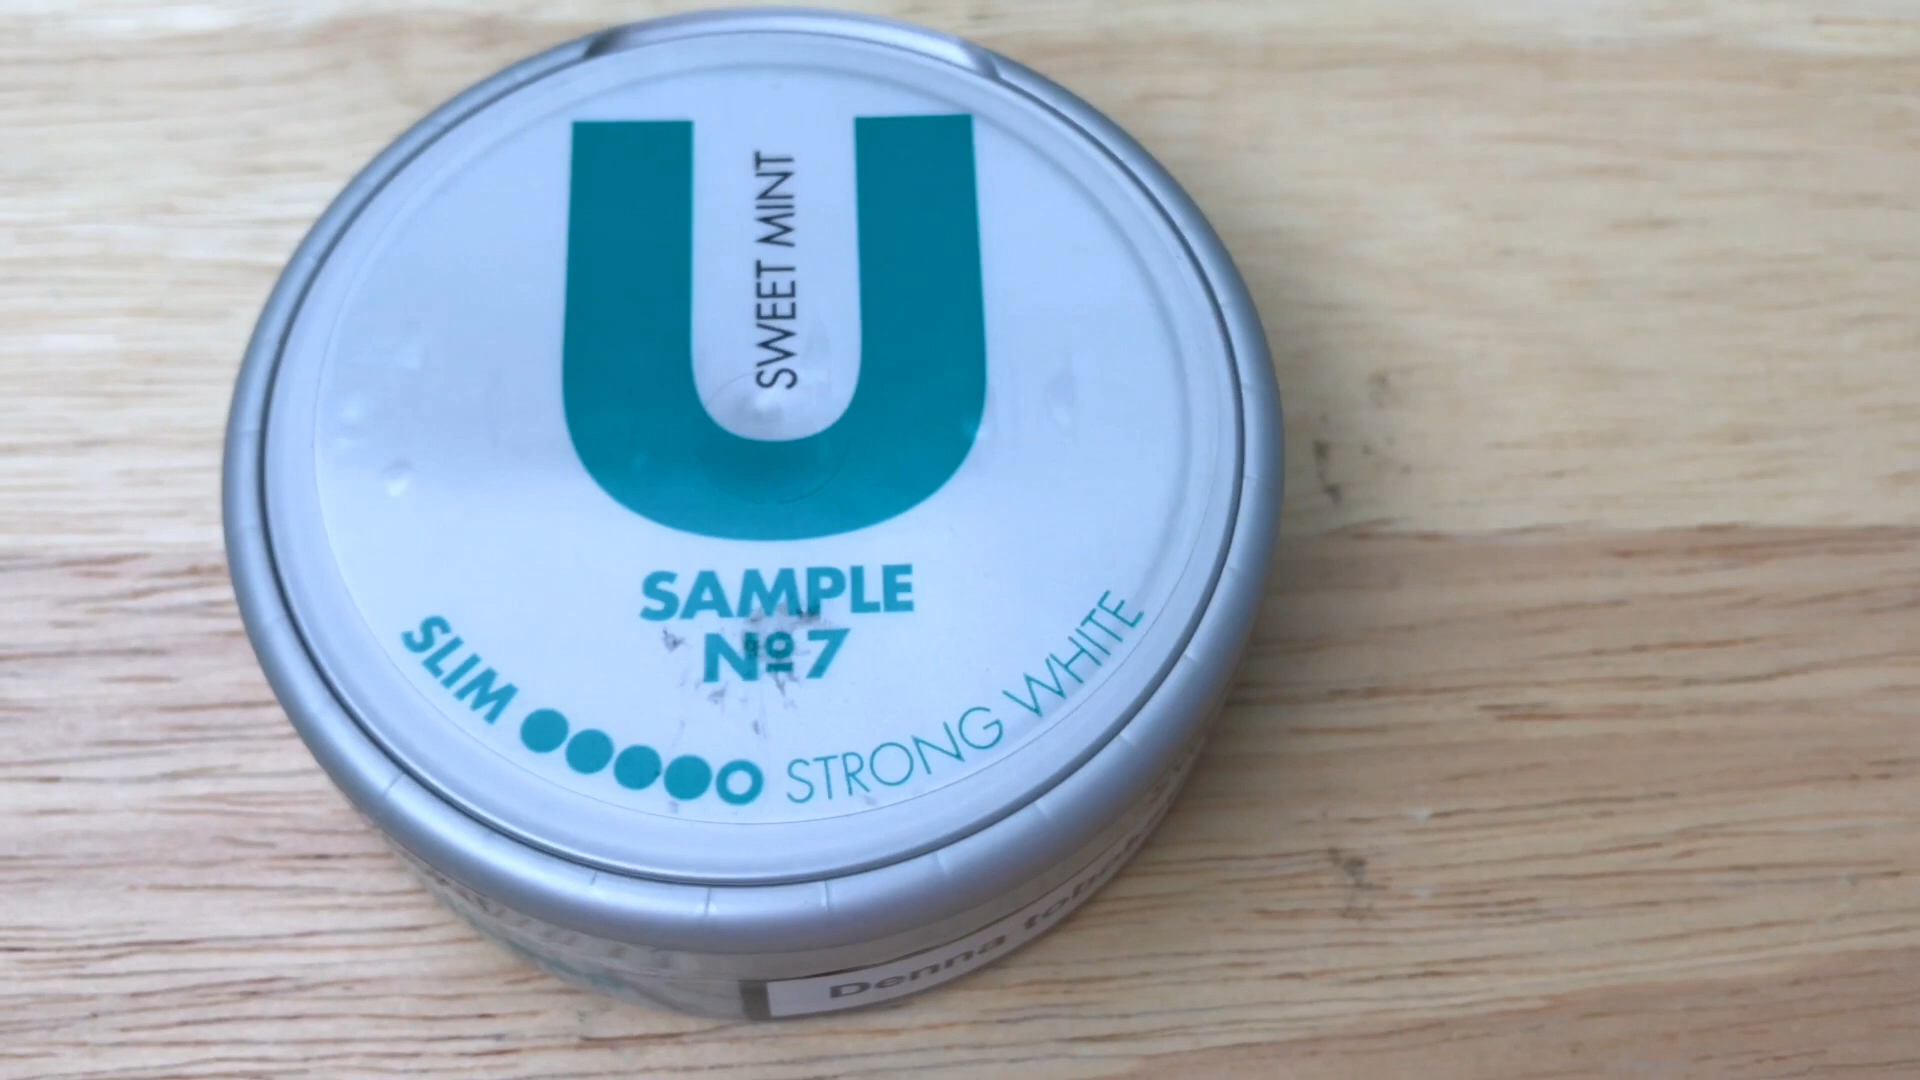 U
SWEET MINT
SAMPLE
Nº7
SLIM
STRONG WHITE
Denna